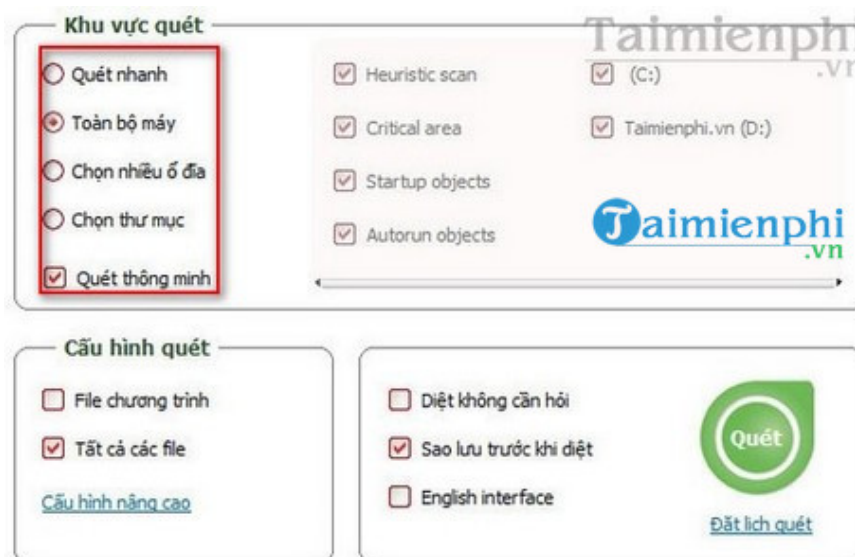 Khu vực quét
Taimienphi
.vn
Quét nhanh
Heuristic scan
(C:)
Toàn bộ máy
Critical area
Taimienphi.vn (D:)
Chọn nhiều ổ đĩa
Startup objects
Chọn thư mục
Autorun objects
Taimienphi
.vn
Quét thông minh
Cấu hình quét
File chương trình
Tất cả các file
Cấu hình nâng cao
Diệt không cần hỏi
Sao lưu trước khi diệt
English interface
Quét
Đặt lịch quét